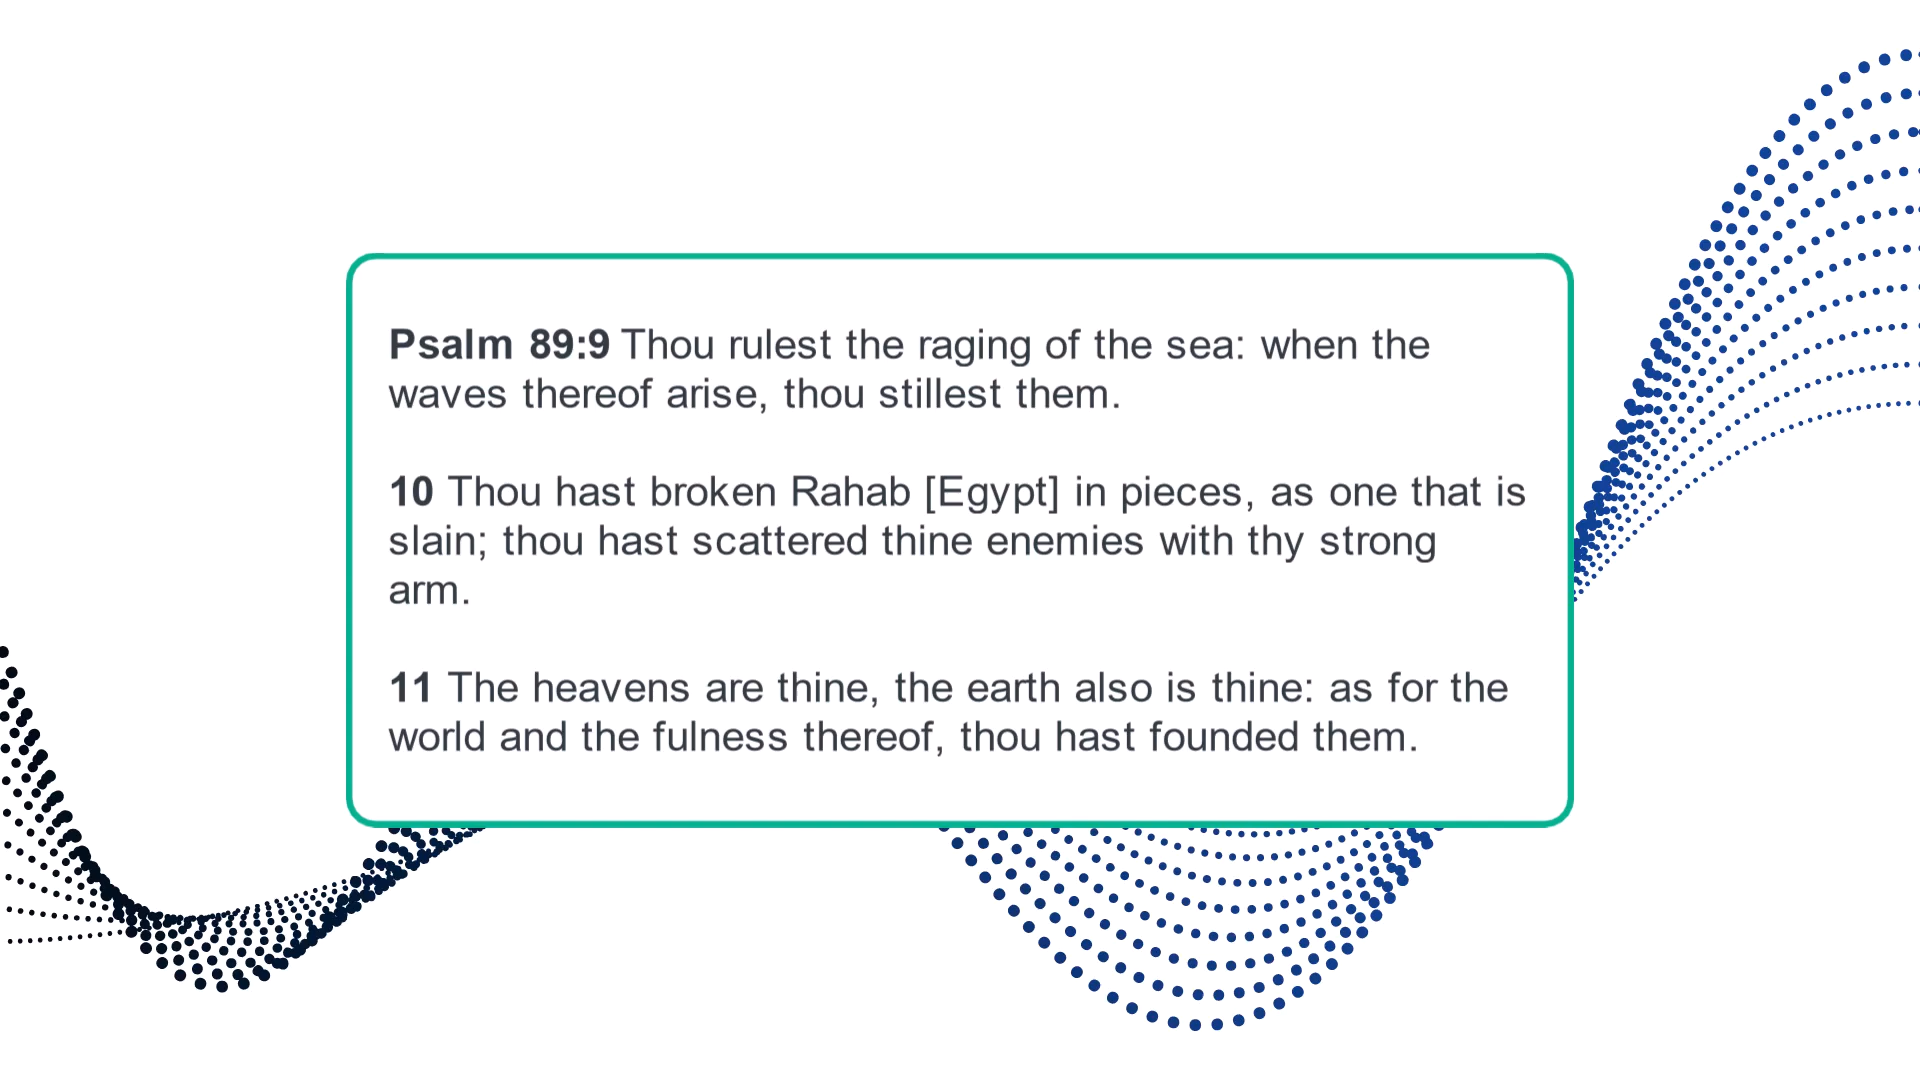 Psalm 89:9 Thou rulest the raging of the sea: when the
waves thereof arise, thou stillest them.
10 Thou hast broken Rahab [Egypt] in pieces, as one that is
slain; thou hast scattered thine enemies with thy strong
arm.
11 The heavens are thine, the earth also is thine: as for the
world and the fulness thereof, thou hast founded them.